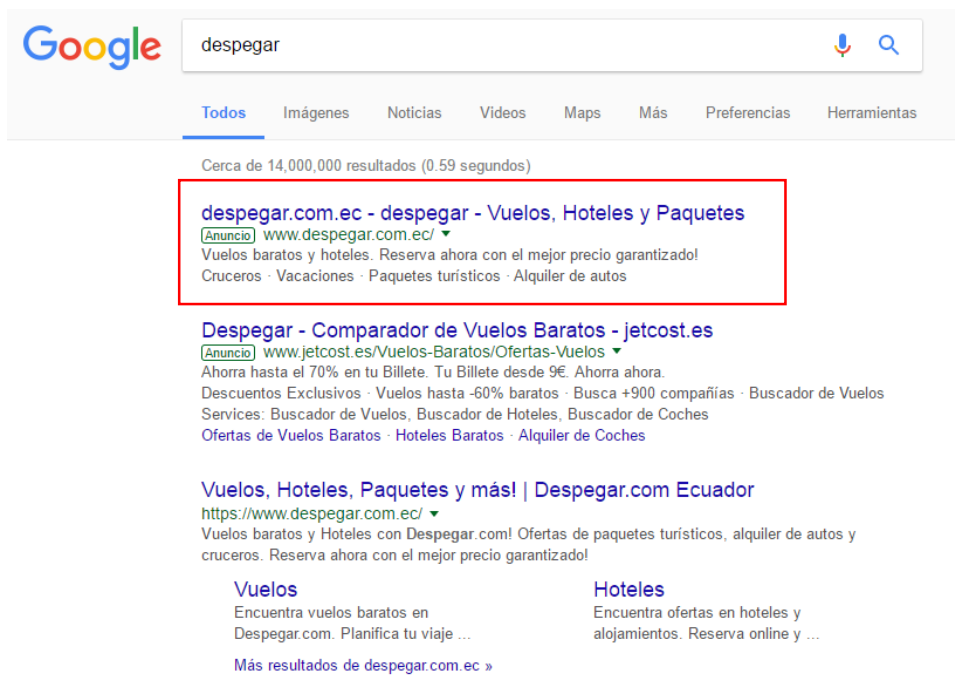 Google
despegar
Todos Imágenes Noticias Videos Maps Más Preferencias Herramientas
Cerca de 14,000,000 resultados (0.59 segundos)
despegar.com.ec - despegar - Vuelos, Hoteles y Paquetes
Anuncio www.despegar.com.ec/
Vuelos baratos y hoteles. Reserva ahora con el mejor precio garantizado!
Cruceros · Vacaciones · Paquetes turísticos · Alquiler de autos
Despegar - Comparador de Vuelos Baratos - jetcost.es
Anuncio www.jetcost.es/Vuelos-Baratos/Ofertas-Vuelos
Ahorra hasta el 70% en tu Billete. Tu Billete desde 9€. Ahorra ahora.
Descuentos Exclusivos · Vuelos hasta -60% baratos · Busca +900 compañías · Buscador de Vuelos
Services: Buscador de Vuelos, Buscador de Hoteles, Buscador de Coches
Ofertas de Vuelos Baratos · Hoteles Baratos · Alquiler de Coches
Vuelos, Hoteles, Paquetes y más! | Despegar.com Ecuador
https://www.despegar.com.ec/
Vuelos baratos y Hoteles con Despegar.com! Ofertas de paquetes turísticos, alquiler de autos y
cruceros. Reserva ahora con el mejor precio garantizado!
Vuelos
Encuentra vuelos baratos en
Despegar.com. Planifica tu viaje ...
Hoteles
Encuentra ofertas en hoteles y
alojamientos. Reserva online y ...
Más resultados de despegar.com.ec »